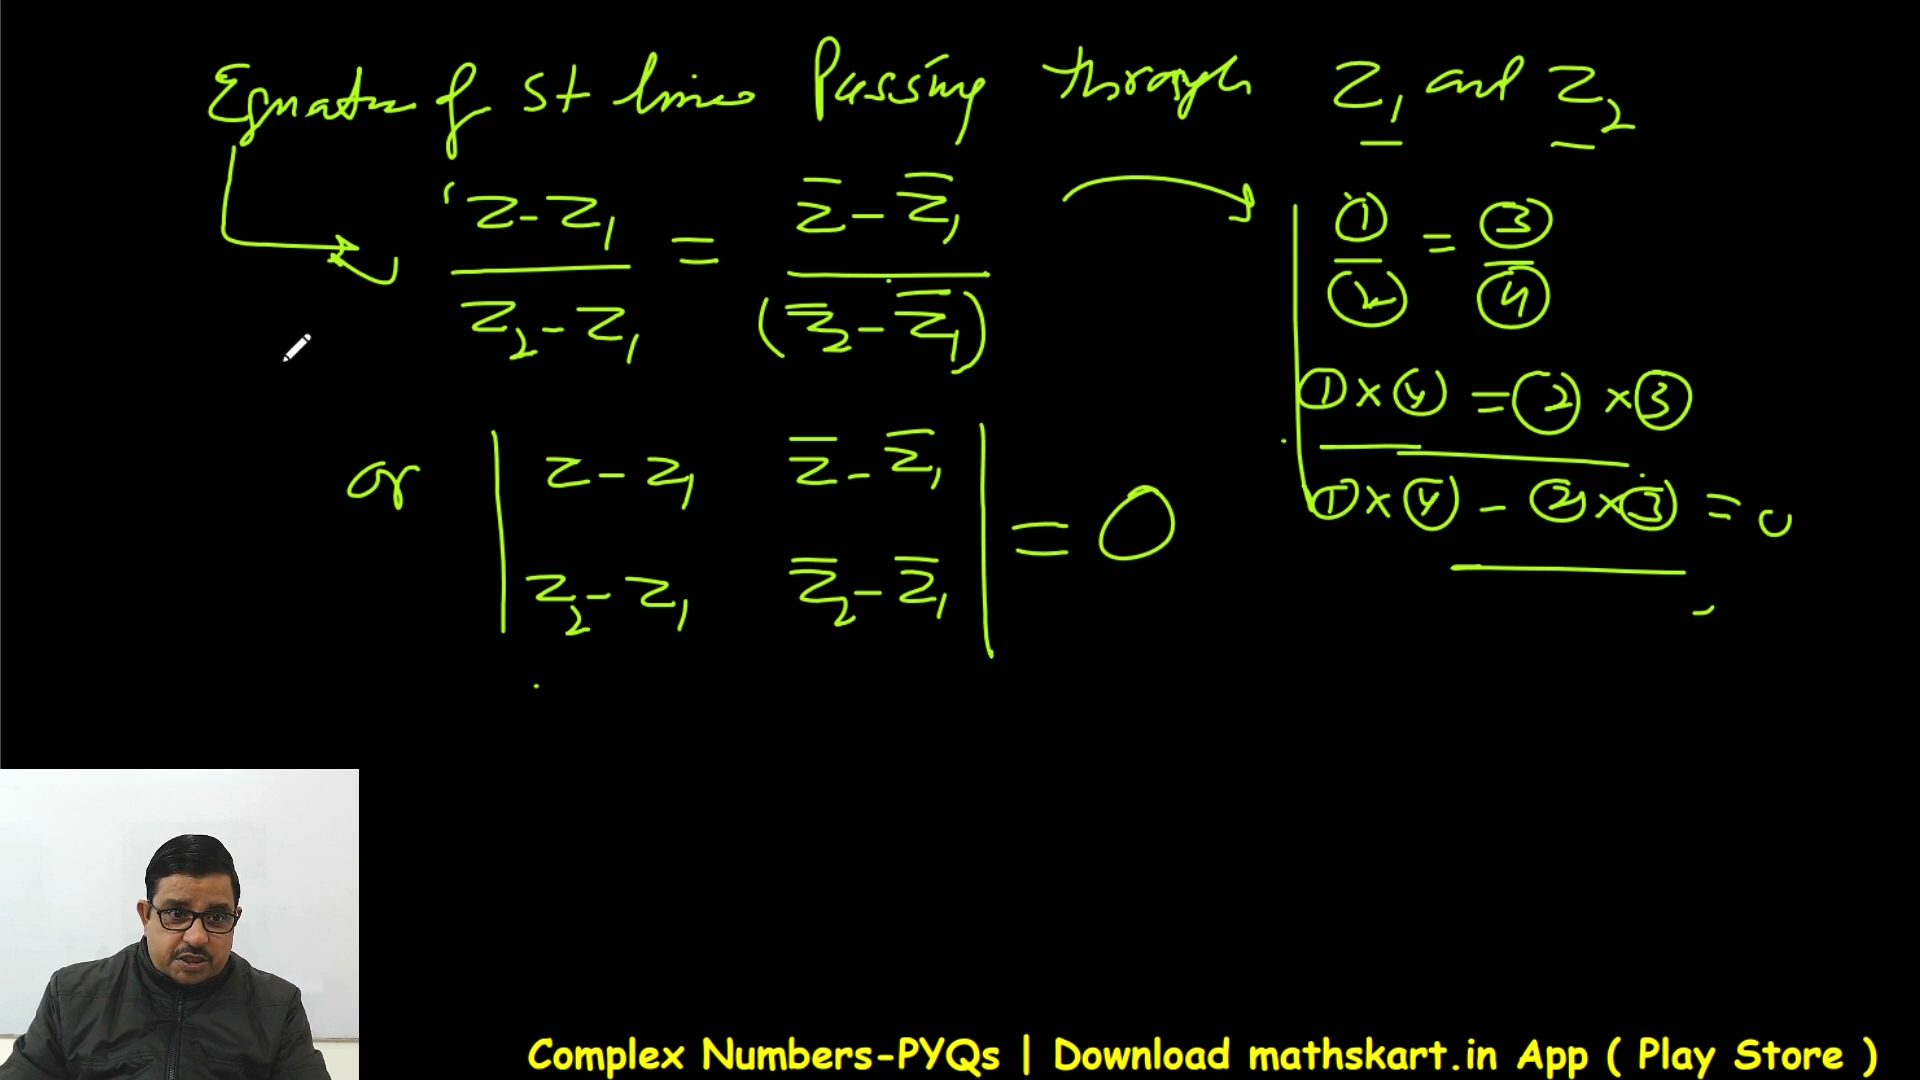 Equation of st line Passing through z₁ and z₂
z - z₁ / z₂ - z₁ = z̅ - z̅₁ / (z̅₂ - z̅₁)
① / ② = ③ / ④
① × ④ = ② × ③
① × ④ - ② × ③ = 0
or | z - z₁ z̅ - z̅₁ |
| z₂ - z₁ z̅₂ - z̅₁ | = 0
Complex Numbers-PYQs | Download mathskart.in App ( Play Store )